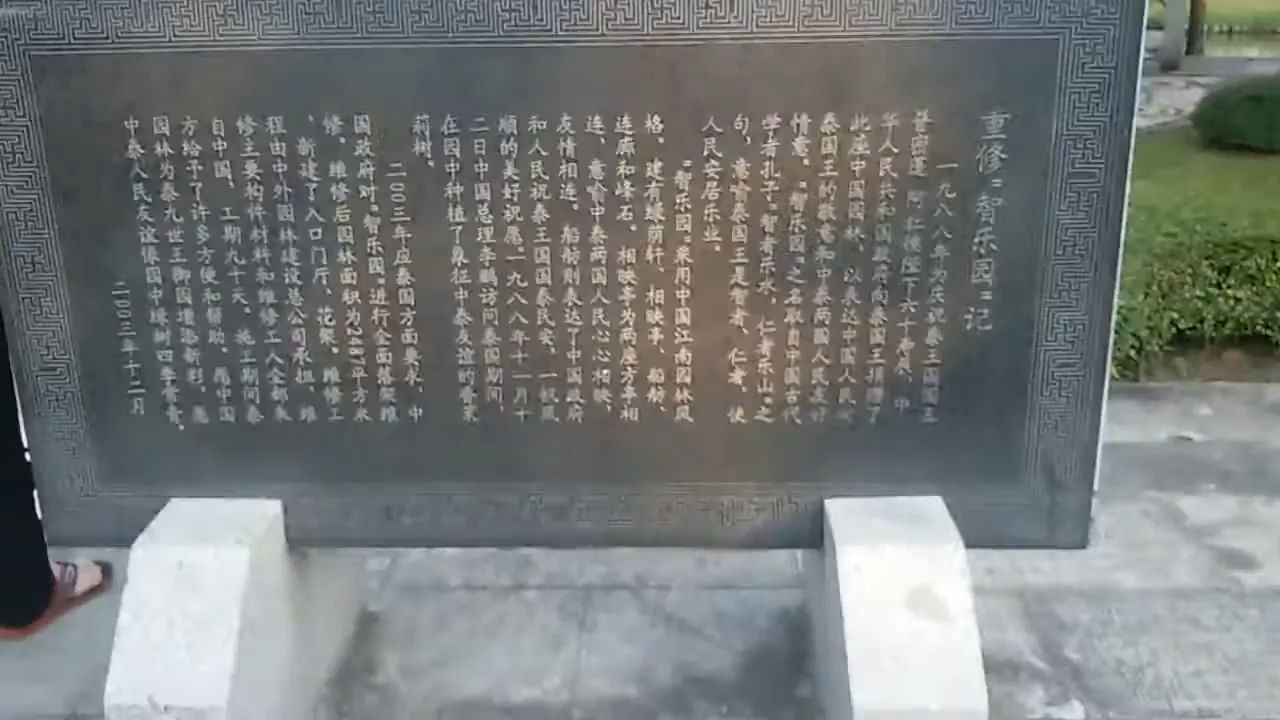 重修“智乐园”记
一九八八年为庆祝泰王国国王
普密蓬·阿仁德陛下六十寿辰，中
华人民共和国政府向泰国王捐赠了
此座中国园林，以表达中国人民对
泰国王的敬意和中泰两国人民友好
情意。“智乐园”之名取自中国古代
学者孔子“智者乐水，仁者乐山”之
句，意喻泰国王是智者、仁者，使
人民安居乐业。
“智乐园”采用中国江南园林风
格，建有绿荫轩、相映亭、船舫、
连廊和峰石。相映亭为两座方亭相
连，意喻中泰两国人民心心相映，
友情相连。船舫则表达了中国政府
和人民祝泰王国国泰民安、一帆风
顺的美好祝愿。一九八八年十一月十
二日中国总理李鹏访问泰国期间，
在园中种植了象征中泰友谊的香茉
莉树。
二〇〇三年应泰国方面要求，中
国政府对“智乐园”进行全面落架维
修。维修后园林面积为平方米
，新建了入口门厅、花架。维修工
程由中外园林建设总公司承担，维
修主要构件材料和维修工人全部来
自中国。工期九十天。施工期间泰
方给予了许多方便和帮助。愿中国
园林为泰九世王御园增添新彩，愿
中泰人民友谊像园中绿树四季常青。
二〇〇三年十二月